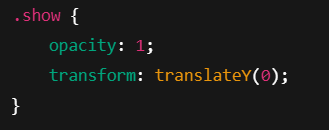 .show {
    opacity: 1;
    transform: translateY(0);
}